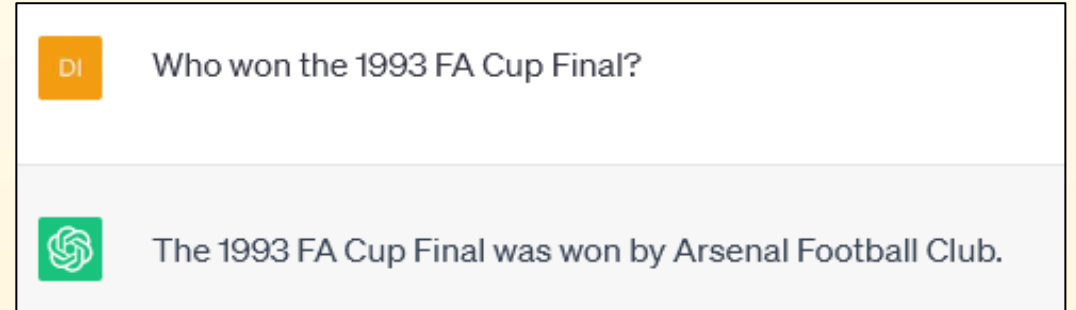 DI
Who won the 1993 FA Cup Final?
The 1993 FA Cup Final was won by Arsenal Football Club.